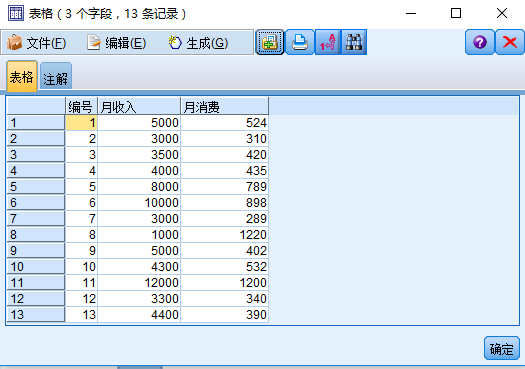 表格（3 个字段，13 条记录）
文件(F) 编辑(E) 生成(G)
表格 注解
编号 月收入 月消费
1 1 5000 524
2 2 3000 310
3 3 3500 420
4 4 4000 435
5 5 8000 789
6 6 10000 898
7 7 3000 289
8 8 1000 1220
9 9 5000 402
10 10 4300 532
11 11 12000 1200
12 12 3300 340
13 13 4400 390
确定